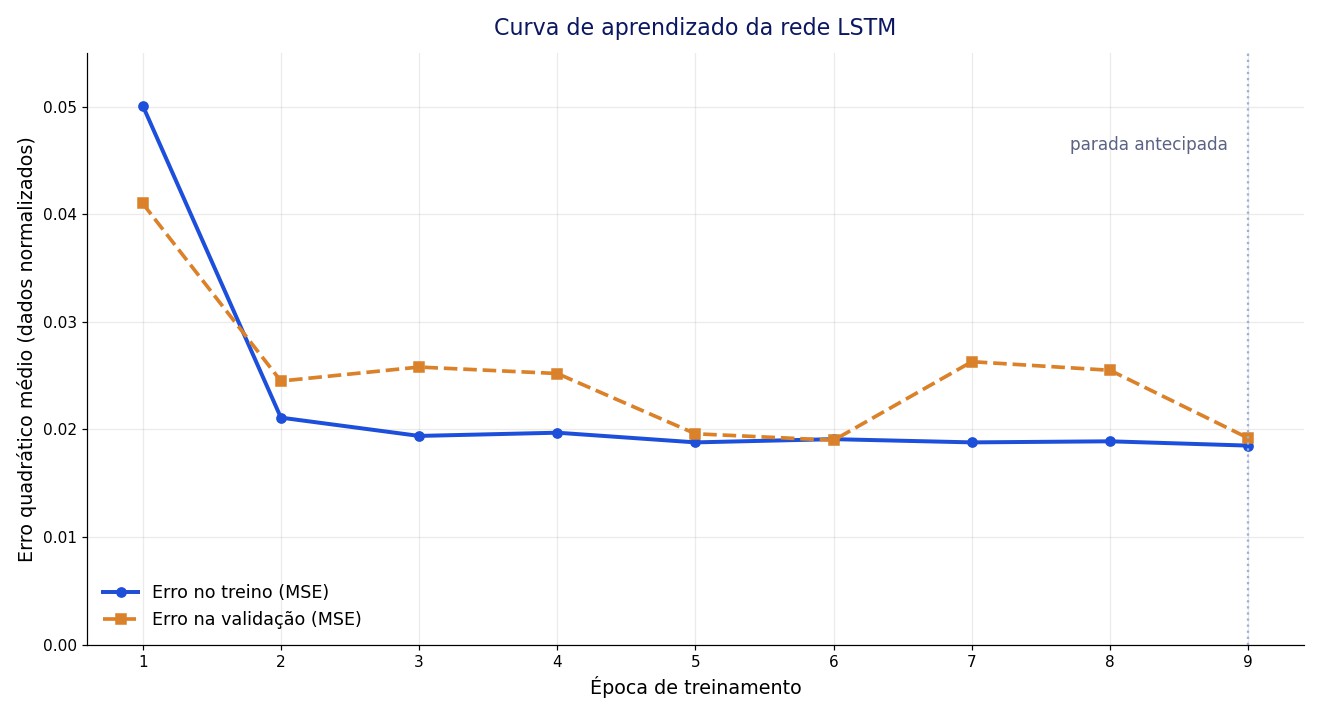 Curva de aprendizado da rede LSTM
Erro quadrático médio (dados normalizados)
0.05
0.04
0.03
0.02
0.01
0.00
parada antecipada
Erro no treino (MSE)
Erro na validação (MSE)
1 2 3 4 5 6 7 8 9
Época de treinamento